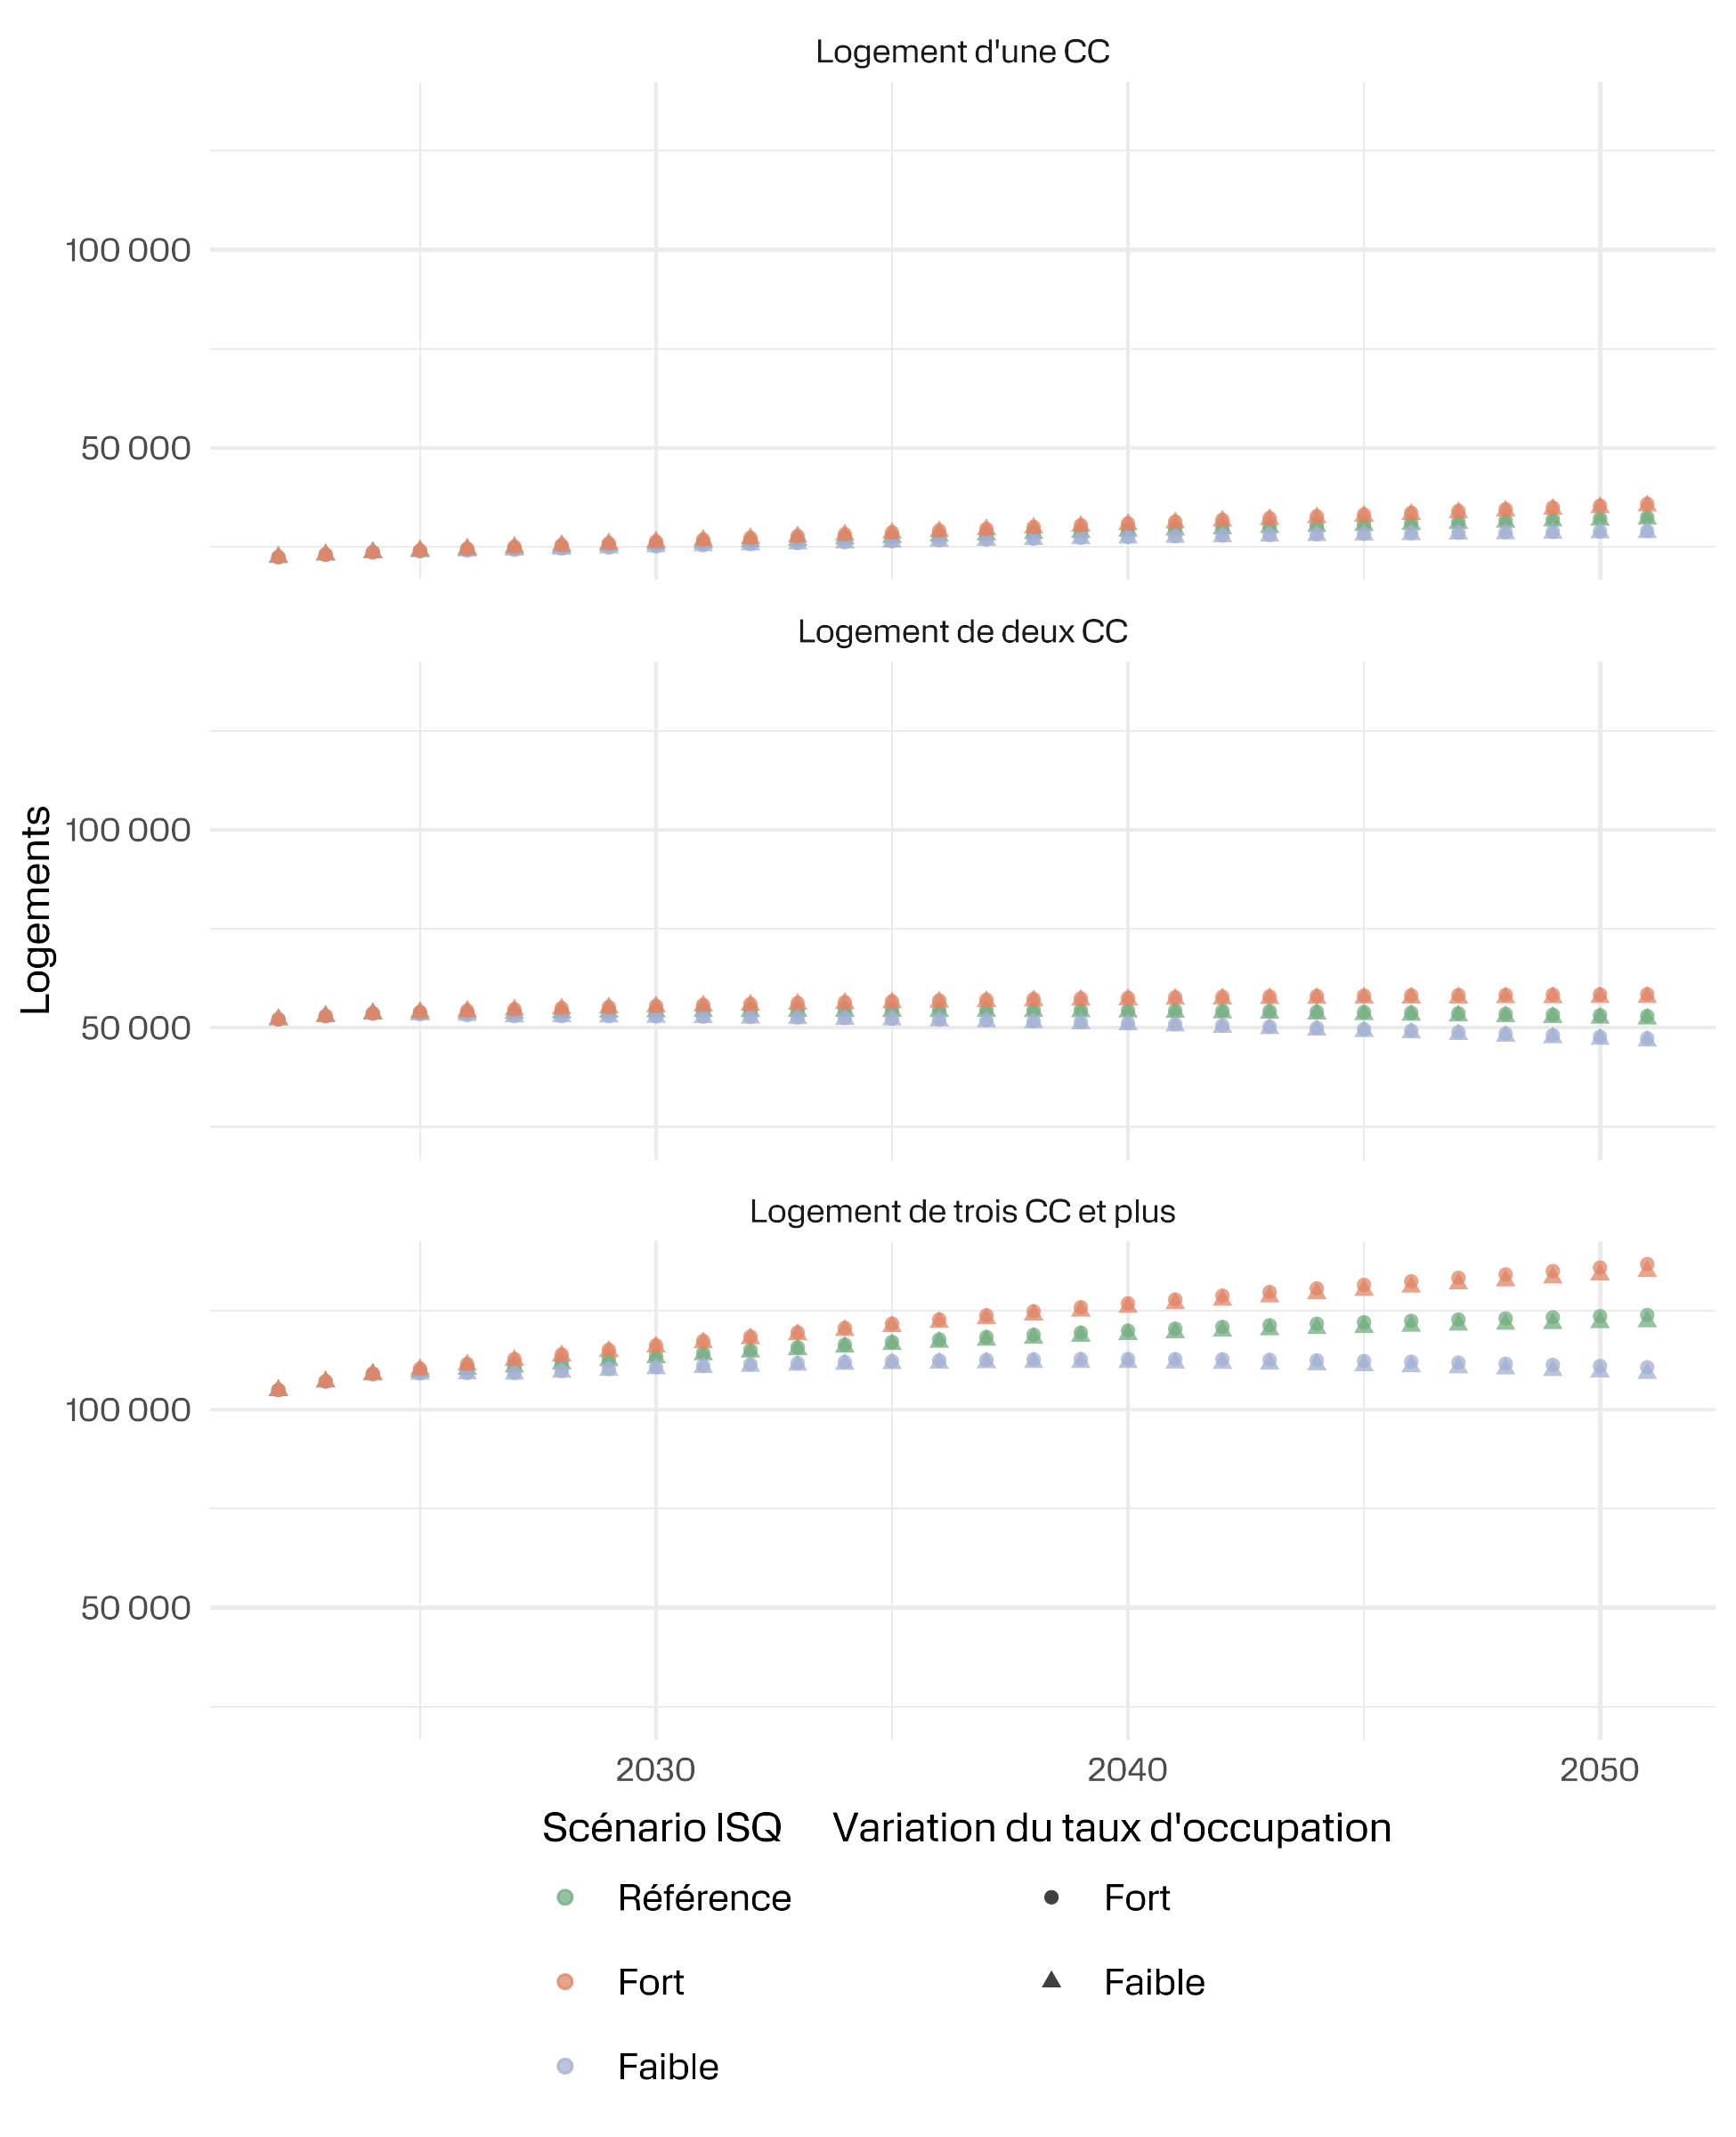 Logement d'une CC
100 000
50 000
Logement de deux CC
Logements
100 000
50 000
Logement de trois CC et plus
100 000
50 000
2030 2040 2050
Scénario ISQ Variation du taux d'occupation
Référence Fort
Fort Faible
Faible